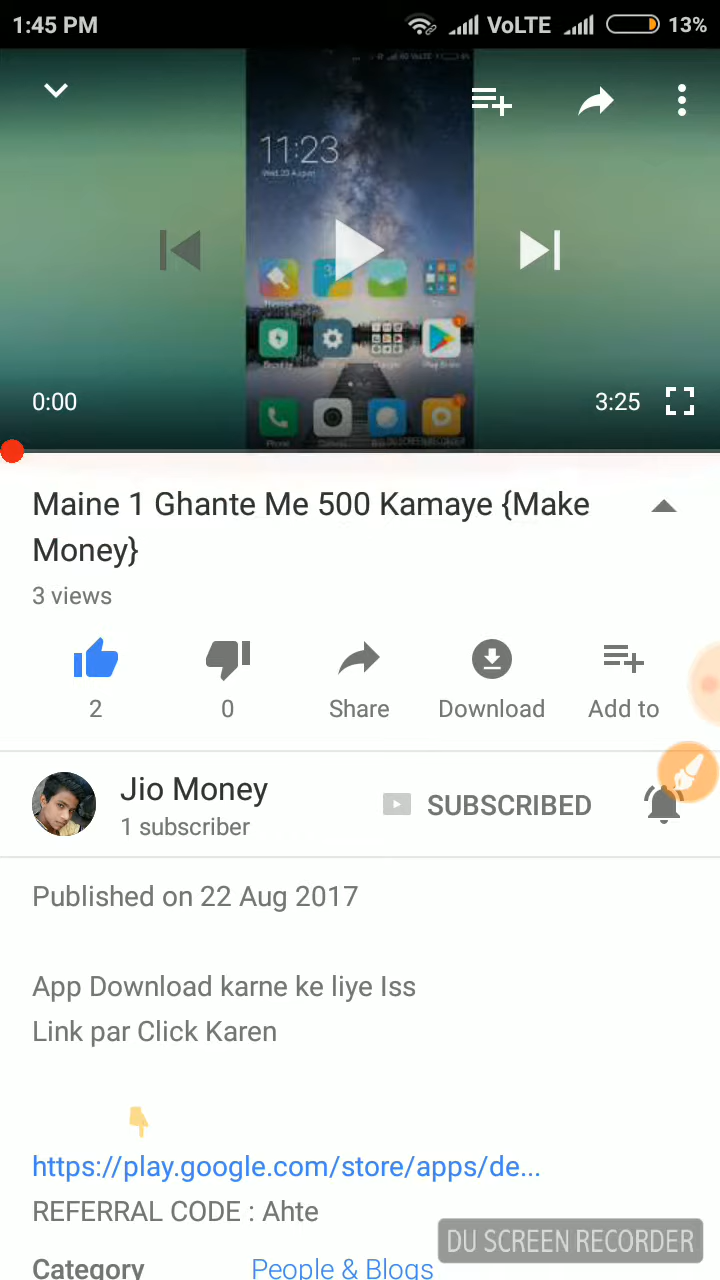 1:45 PM VoLTE 13%
11:23
Wed, 23 August
0:00 3:25
Maine 1 Ghante Me 500 Kamaye {Make
Money}
3 views
2 0 Share Download Add to
Jio Money SUBSCRIBED
1 subscriber
Published on 22 Aug 2017
App Download karne ke liye Iss
Link par Click Karen
https://play.google.com/store/apps/de...
REFERRAL CODE : Ahte
DU SCREEN RECORDER
Category People & Blogs